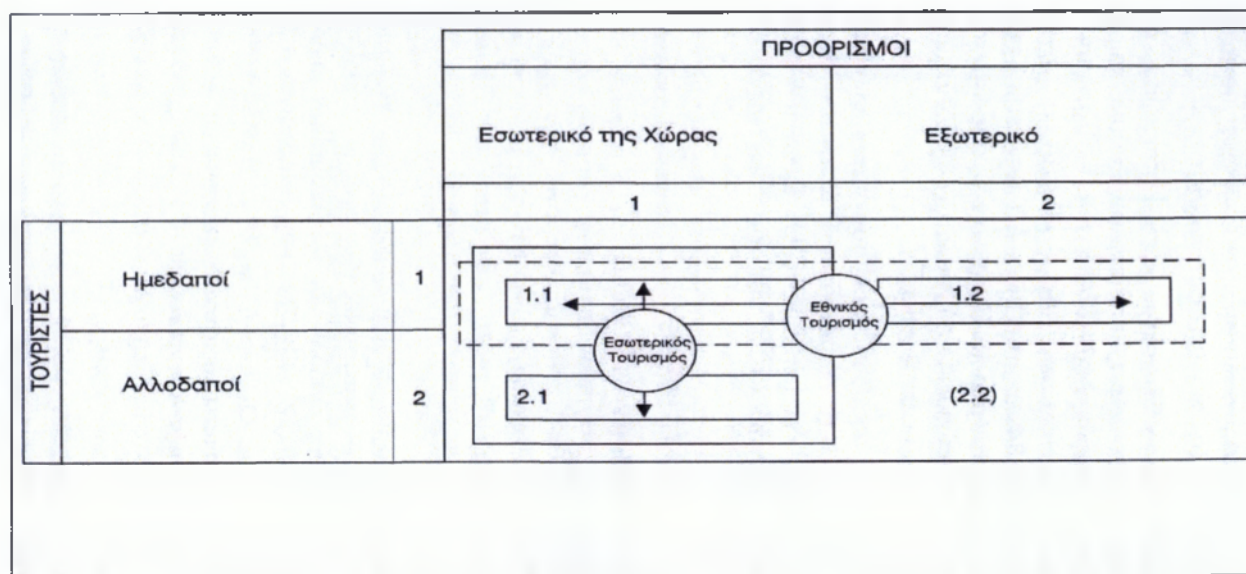 ΠΡΟΟΡΙΣΜΟΙ
Εσωτερικό της Χώρας
Εξωτερικό
1
2
ΤΟΥΡΙΣΤΕΣ
Ημεδαποί
1
1.1
Εθνικός
Τουρισμός
1.2
Εσωτερικός
Τουρισμός
Αλλοδαποί
2
2.1
(2.2)